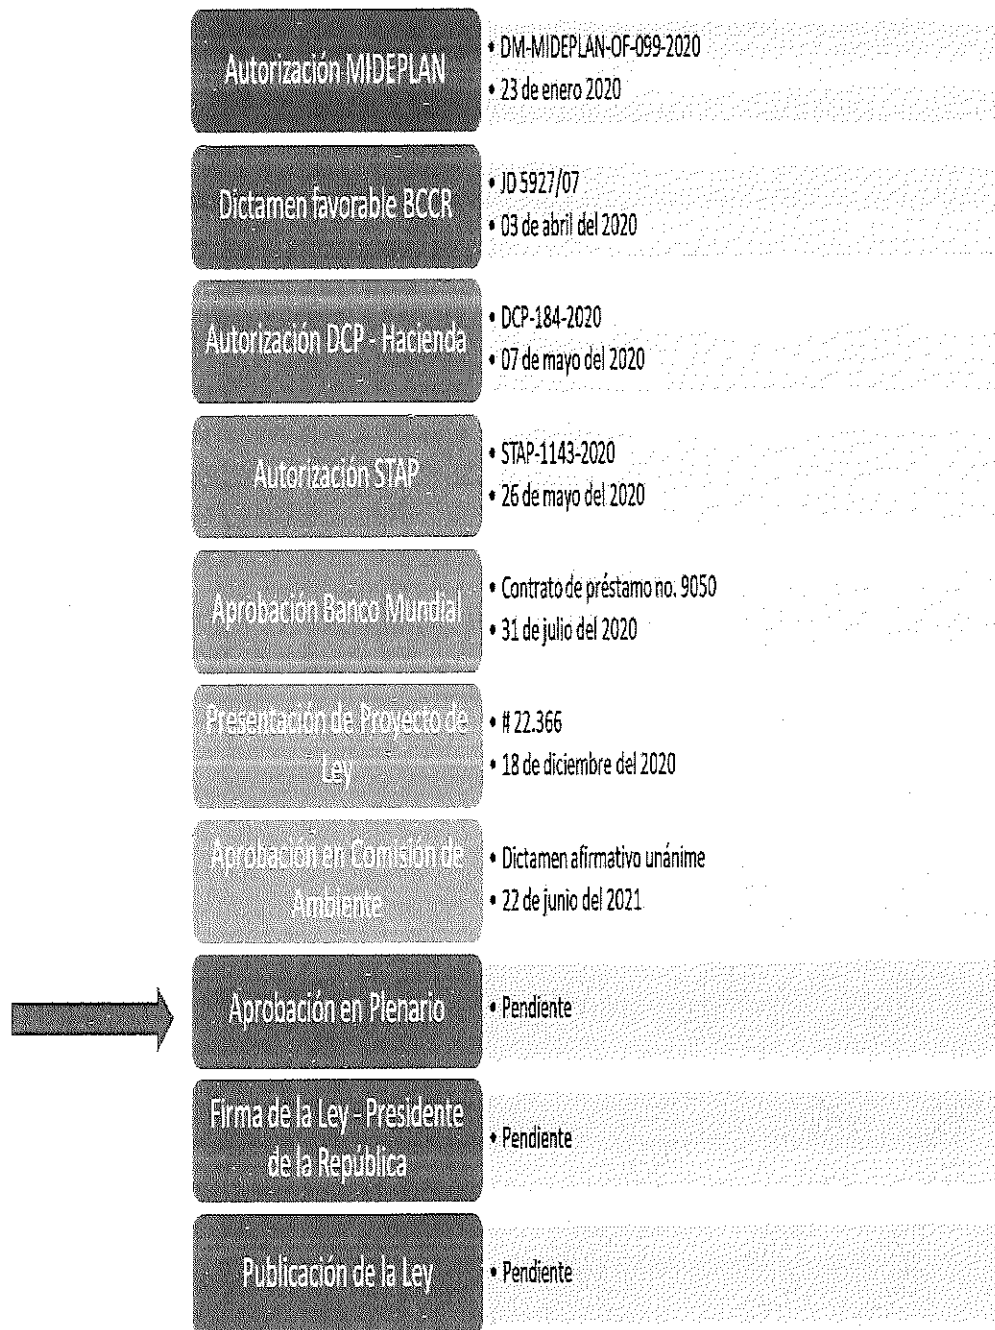 Autorización MIDEPLAN
• DM-MIDEPLAN-OF-099-2020
• 23 de enero 2020
Dictamen favorable BCCR
• JD 5927/07
• 03 de abril del 2020
Autorización DCP - Hacienda
• DCP-184-2020
• 07 de mayo del 2020
Autorización STAP
• STAP-1143-2020
• 26 de mayo del 2020
Aprobación Banco Mundial
• Contrato de préstamo no. 9050
• 31 de julio del 2020
Presentación de Proyecto de
Ley
• # 22.366
• 18 de diciembre del 2020
Aprobación en Comisión de
Ambiente
• Dictamen afirmativo unánime
• 22 de junio del 2021
Aprobación en Plenario
• Pendiente
Firma de la Ley - Presidente
de la República
• Pendiente
Publicación de la Ley
• Pendiente